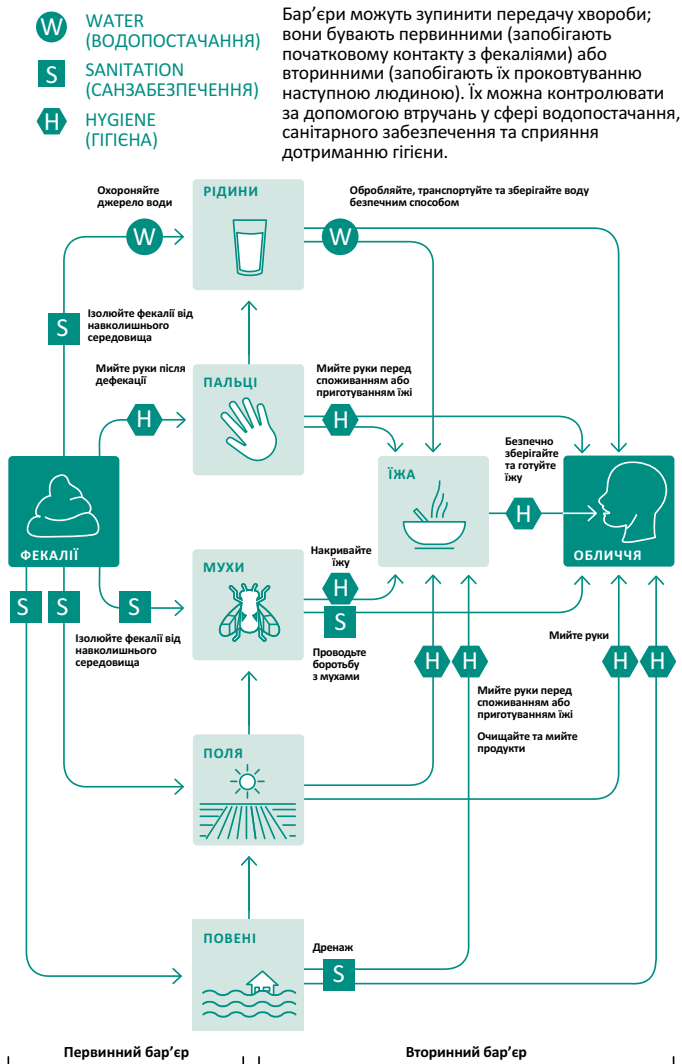 W
WATER
(ВОДОПОСТАЧАННЯ)
S
SANITATION
(САНЗАБЕЗПЕЧЕННЯ)
H
HYGIENE
(ГІГІЄНА)
Бар’єри можуть зупинити передачу хвороби;
вони бувають первинними (запобігають
початковому контакту з фекаліями) або
вторинними (запобігають їх проковтуванню
наступною людиною). Їх можна контролювати
за допомогою втручань у сфері водопостачання,
санітарного забезпечення та сприяння
дотриманню гігієни.
Охороняйте
джерело води
W
РІДИНИ
Обробляйте, транспортуйте та зберігайте воду
безпечним способом
W
S
Ізолюйте фекалії від
навколишнього
середовища
Мийте руки після
дефекації
H
ПАЛЬЦІ
Мийте руки перед
споживанням або
приготуванням їжі
H
ФЕКАЛІЇ
ЇЖА
Безпечно
зберігайте
та готуйте
їжу
H
ОБЛИЧЧЯ
S
S
S
Ізолюйте фекалії від
навколишнього
середовища
МУХИ
Накривайте
їжу
H
S
Проводьте
боротьбу
з мухами
H
H
Мийте руки перед
споживанням або
приготуванням їжі
Очищайте та мийте
продукти
Мийте руки
H
H
ПОЛЯ
ПОВЕНІ
Дренаж
S
Первинний бар’єр
Вторинний бар’єр